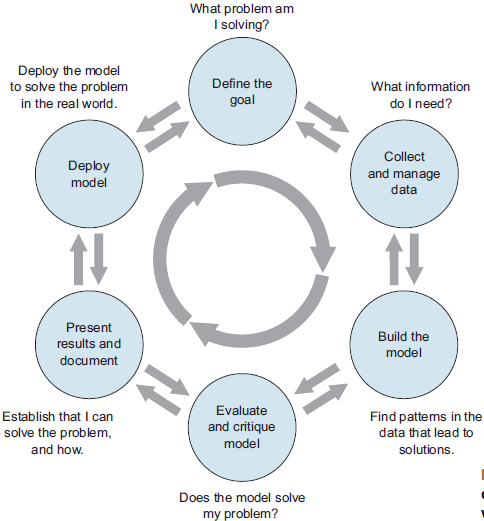 What problem am
I solving?
Define the
goal
What information
do I need?
Collect
and manage
data
Build the
model
Find patterns in the
data that lead to
solutions.
Evaluate
and critique
model
Does the model solve
my problem?
Present
results and
document
Establish that I can
solve the problem,
and how.
Deploy
model
Deploy the model
to solve the problem
in the real world.